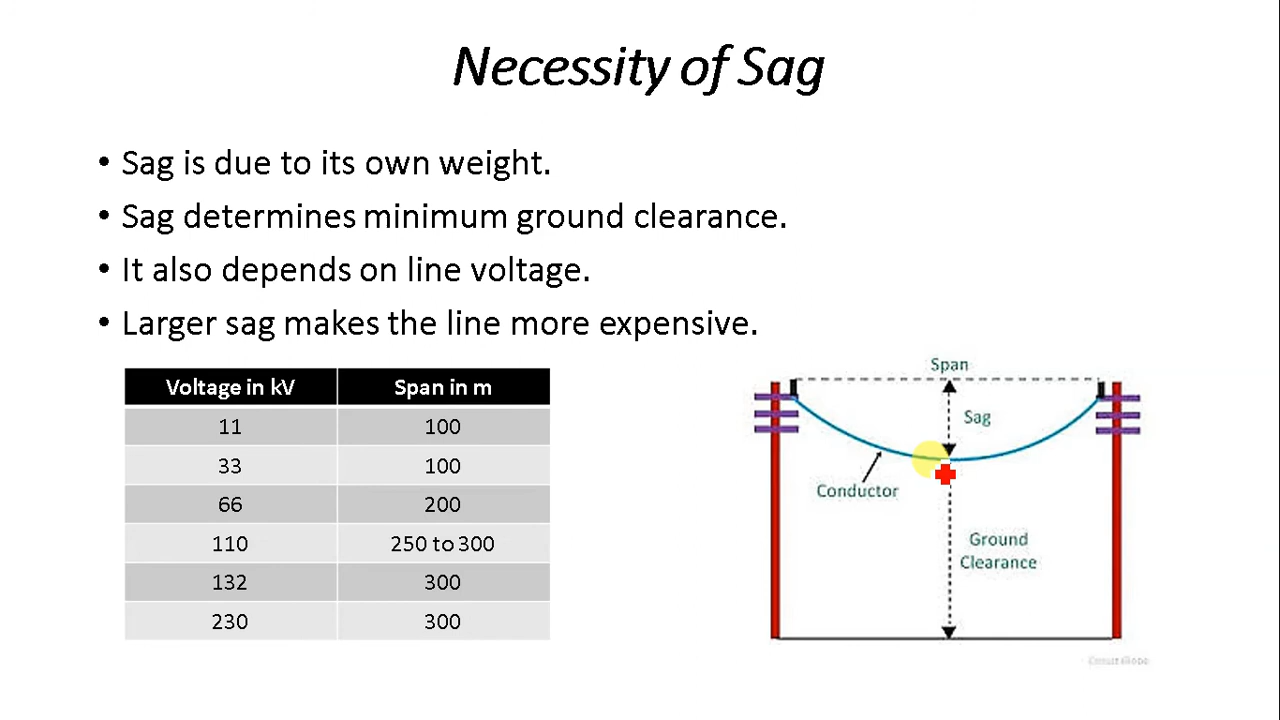 Necessity of Sag
• Sag is due to its own weight.
• Sag determines minimum ground clearance.
• It also depends on line voltage.
• Larger sag makes the line more expensive.
Voltage in kV Span in m
11 100
33 100
66 200
110 250 to 300
132 300
230 300
Span
Sag
Conductor
Ground
Clearance
Circuit Globe